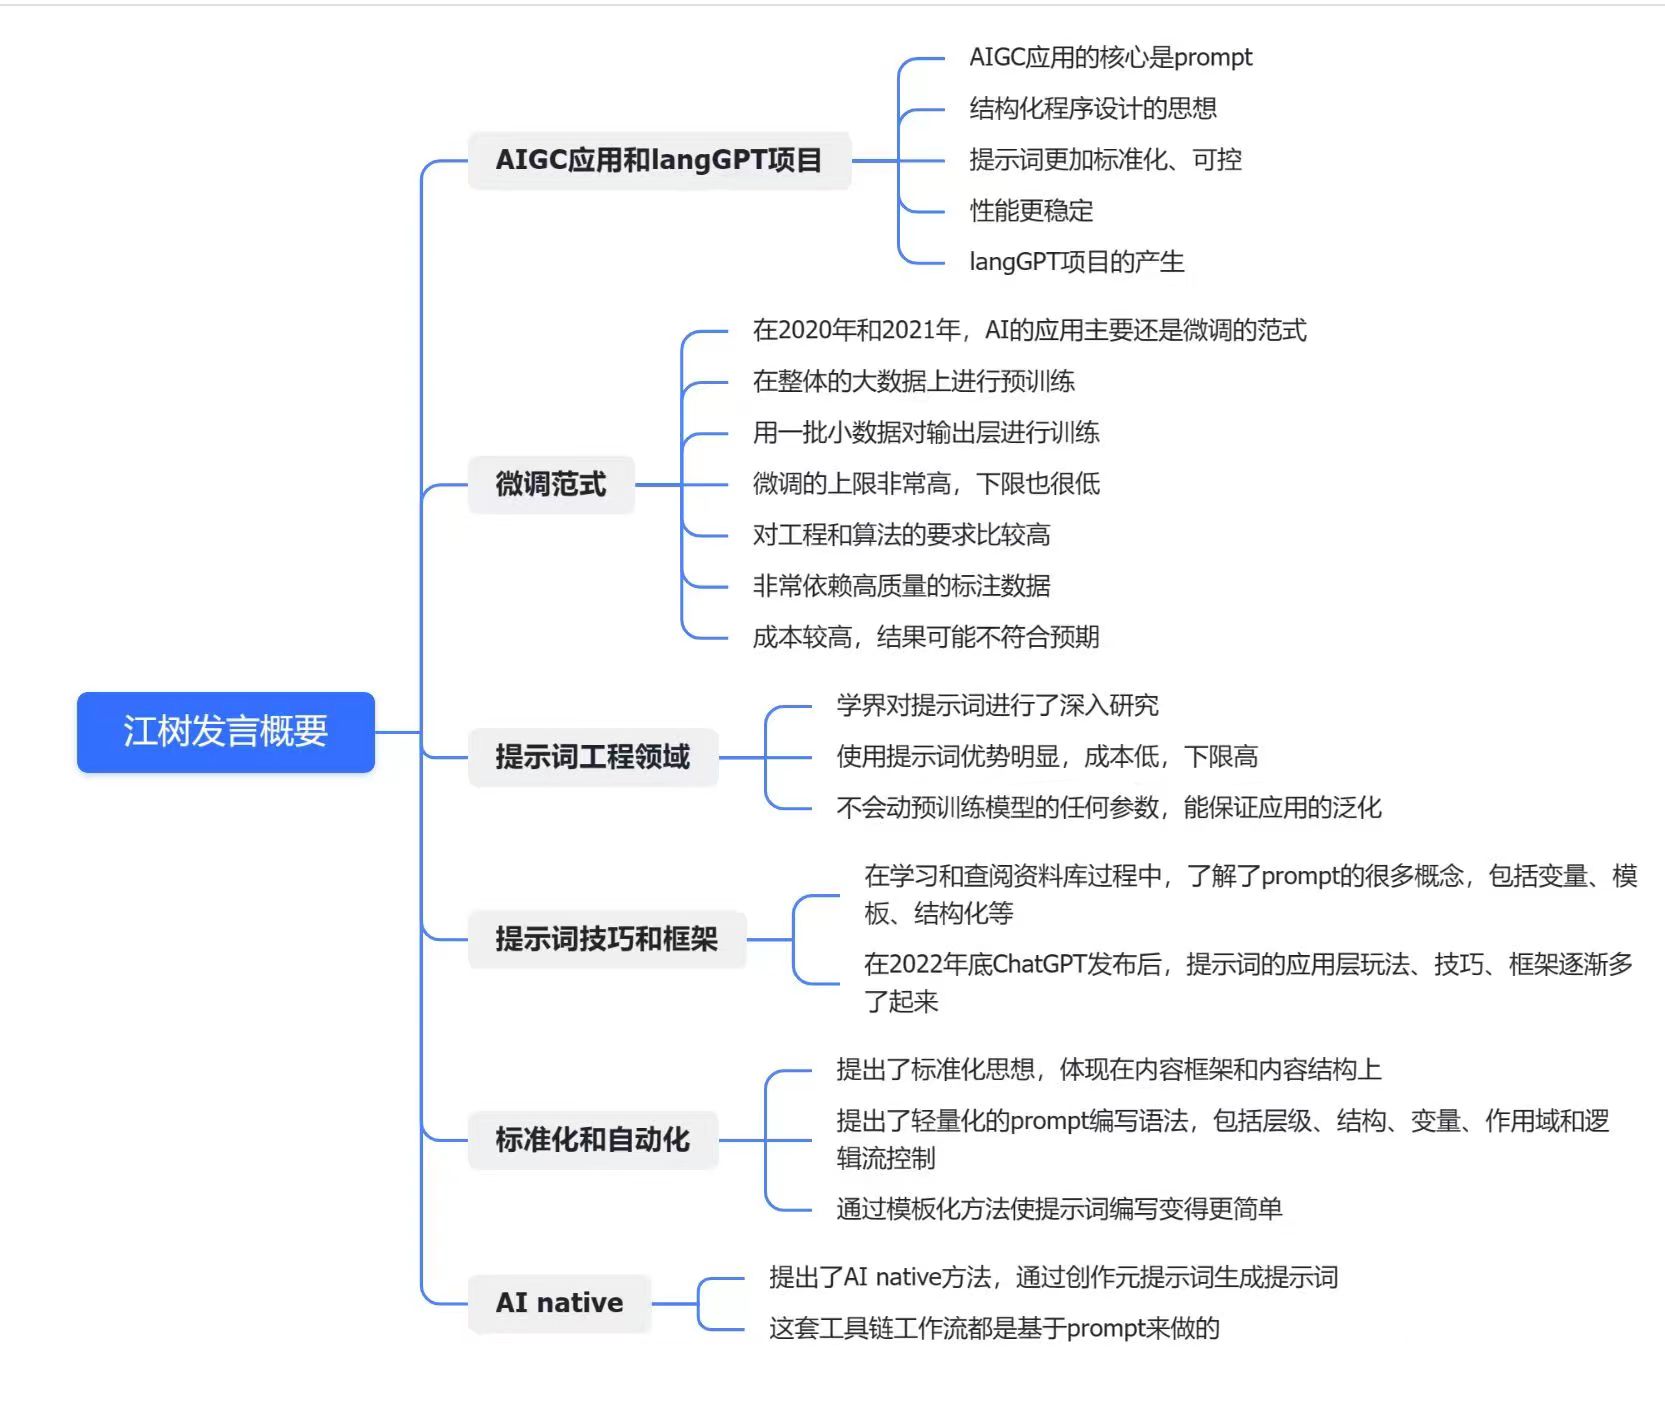 江树发言概要
AIGC应用和langGPT项目
AIGC应用的核心是prompt
结构化程序设计的思想
提示词更加标准化、可控
性能更稳定
langGPT项目的产生
微调范式
在2020年和2021年，AI的应用主要还是微调的范式
在整体的大数据上进行预训练
用一批小数据对输出层进行训练
微调的上限非常高，下限也很低
对工程和算法的要求比较高
非常依赖高质量的标注数据
成本较高，结果可能不符合预期
提示词工程领域
学界对提示词进行了深入研究
使用提示词优势明显，成本低，下限高
不会动预训练模型的任何参数，能保证应用的泛化
提示词技巧和框架
在学习和查阅资料库过程中，了解了prompt的很多概念，包括变量、模
板、结构化等
在2022年底ChatGPT发布后，提示词的应用层玩法、技巧、框架逐渐多
了起来
标准化和自动化
提出了标准化思想，体现在内容框架和内容结构上
提出了轻量化的prompt编写语法，包括层级、结构、变量、作用域和逻
辑流控制
通过模板化方法使提示词编写变得更简单
AI native
提出了AI native方法，通过创作元提示词生成提示词
这套工具链工作流都是基于prompt来做的